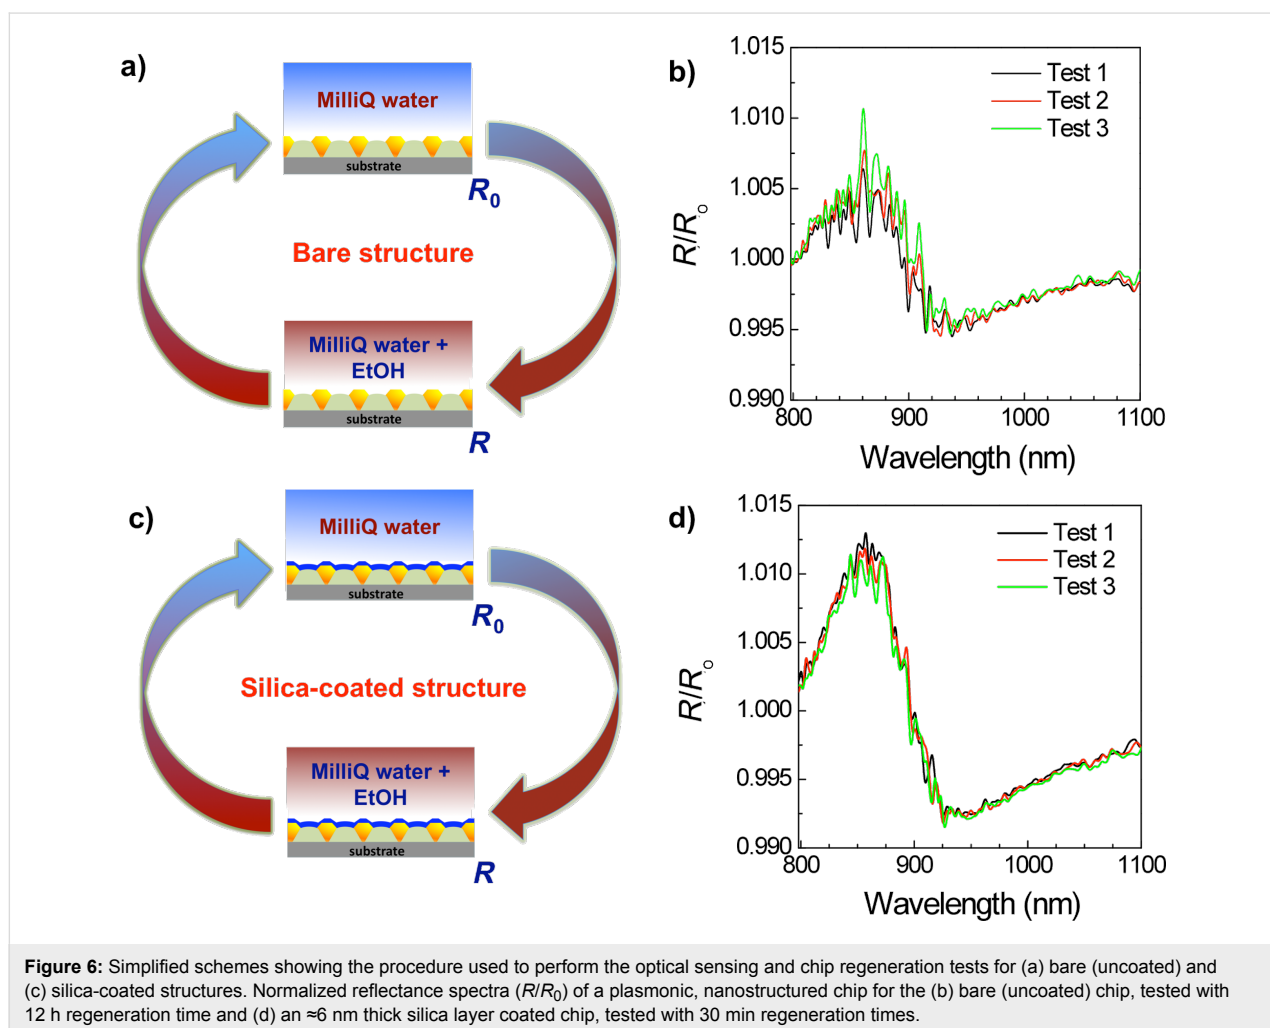 a)
MilliQ water
substrate
R0
Bare structure
MilliQ water +
EtOH
substrate
R
b)
1.015
1.010
1.005
1.000
0.995
0.990
R/Ro
Test 1
Test 2
Test 3
800 900 1000 1100
Wavelength (nm)
c)
MilliQ water
substrate
R0
Silica-coated structure
MilliQ water +
EtOH
substrate
R
d)
1.015
1.010
1.005
1.000
0.995
0.990
R/Ro
Test 1
Test 2
Test 3
800 900 1000 1100
Wavelength (nm)
Figure 6: Simplified schemes showing the procedure used to perform the optical sensing and chip regeneration tests for (a) bare (uncoated) and
(c) silica-coated structures. Normalized reflectance spectra (R/R0) of a plasmonic, nanostructured chip for the (b) bare (uncoated) chip, tested with
12 h regeneration time and (d) an ≈6 nm thick silica layer coated chip, tested with 30 min regeneration times.